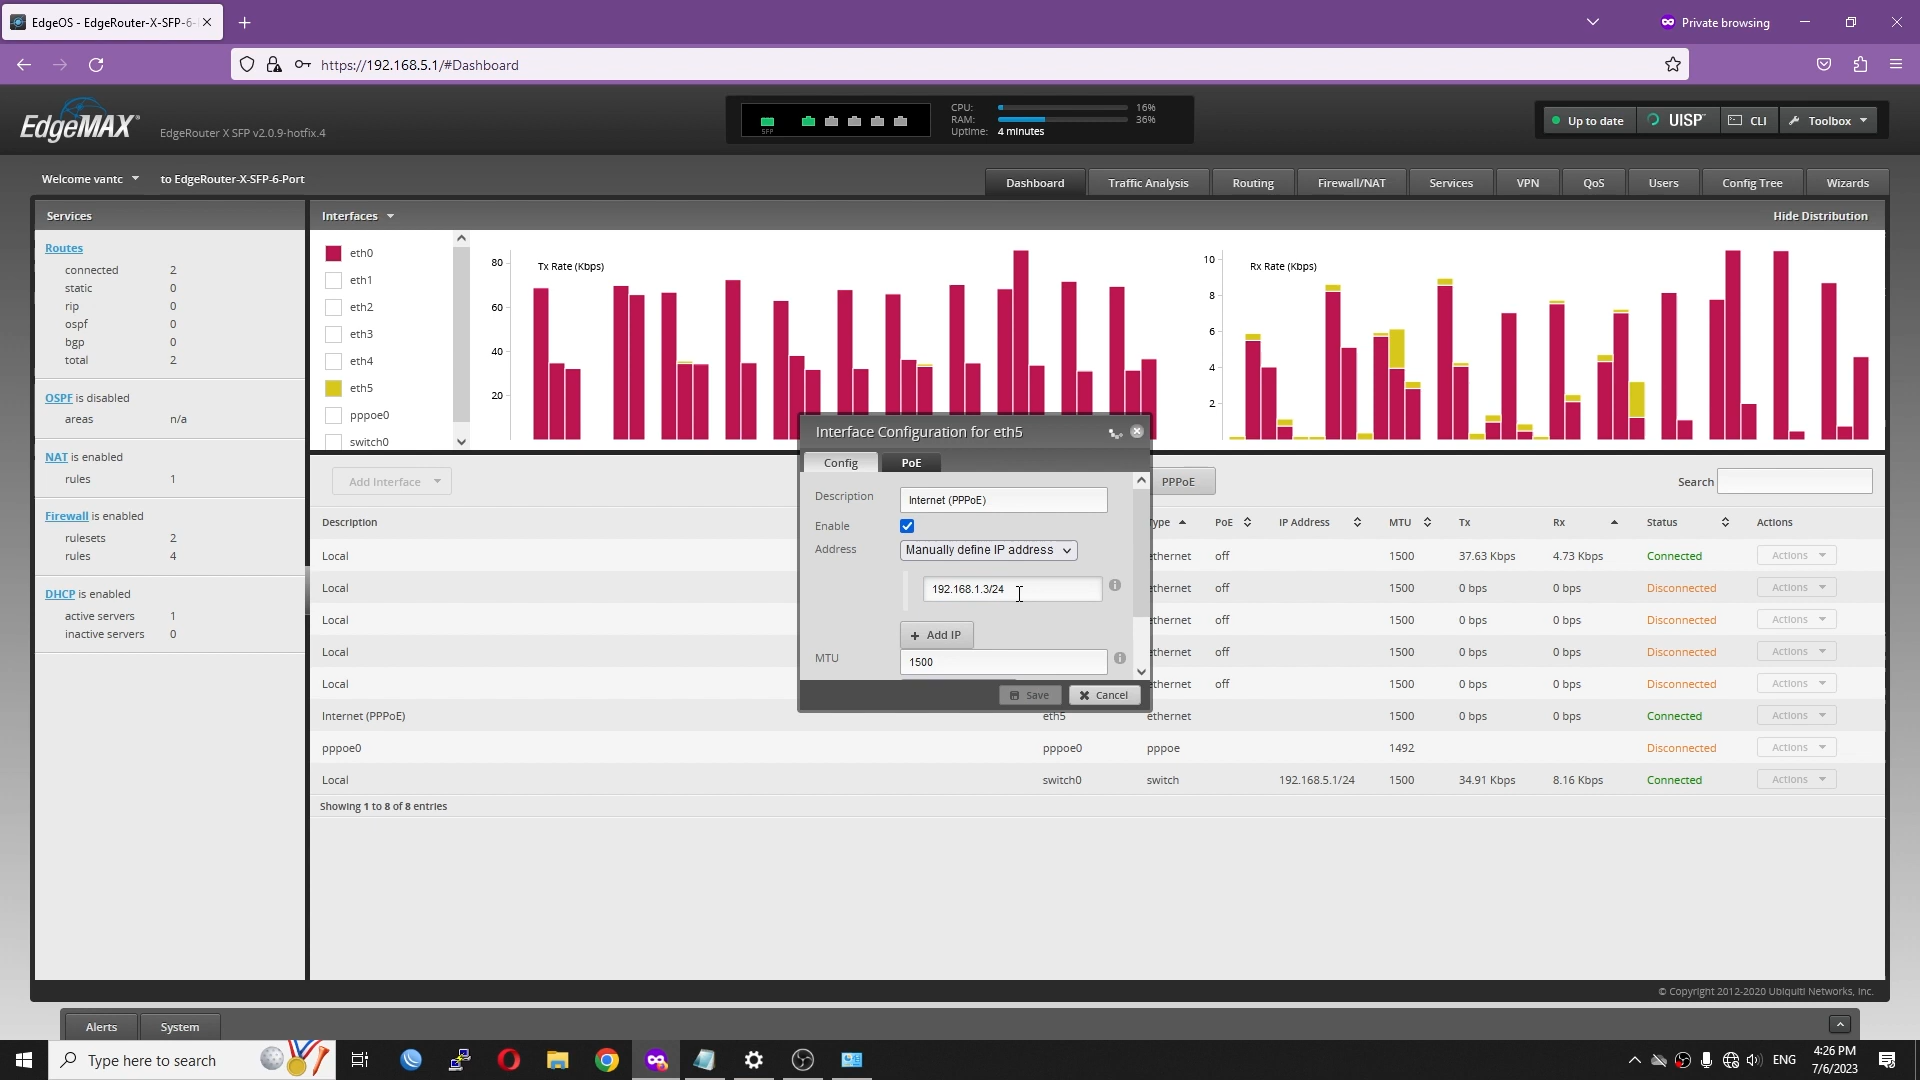 EdgeOS - EdgeRouter-X-SFP-6-
Private browsing
https://192.168.5.1/#Dashboard
EdgeMAX
EdgeRouter X SFP v2.0.9-hotfix.4
SFP
CPU: 16%
RAM: 36%
Uptime: 4 minutes
Up to date
UISP
CLI
Toolbox
Welcome vantc
to EdgeRouter-X-SFP-6-Port
Dashboard
Traffic Analysis
Routing
Firewall/NAT
Services
VPN
QoS
Users
Config Tree
Wizards
Services
Routes
connected 2
static 0
rip 0
ospf 0
bgp 0
total 2
OSPF is disabled
areas n/a
NAT is enabled
rules 1
Firewall is enabled
rulesets 2
rules 4
DHCP is enabled
active servers 1
inactive servers 0
Interfaces
Hide Distribution
eth0
eth1
eth2
eth3
eth4
eth5
pppoe0
switch0
Tx Rate (Kbps)
80
60
40
20
Rx Rate (Kbps)
10
8
6
4
2
Add Interface
PPPoE
Search
Description ype PoE IP Address MTU Tx Rx Status Actions
Local ethernet off 1500 37.63 Kbps 4.73 Kbps Connected Actions
Local ethernet off 1500 0 bps 0 bps Disconnected Actions
Local ethernet off 1500 0 bps 0 bps Disconnected Actions
Local ethernet off 1500 0 bps 0 bps Disconnected Actions
Local ethernet off 1500 0 bps 0 bps Disconnected Actions
Internet (PPPoE) eth5 ethernet 1500 0 bps 0 bps Connected Actions
pppoe0 pppoe0 pppoe 1492 Disconnected Actions
Local switch0 switch 192.168.5.1/24 1500 34.91 Kbps 8.16 Kbps Connected Actions
Showing 1 to 8 of 8 entries
Interface Configuration for eth5
Config
PoE
Description Internet (PPPoE)
Enable
Address Manually define IP address
192.168.1.3/24
+ Add IP
MTU 1500
Save
Cancel
© Copyright 2012-2020 Ubiquiti Networks, Inc.
Alerts
System
Type here to search
ENG
4:26 PM
7/6/2023